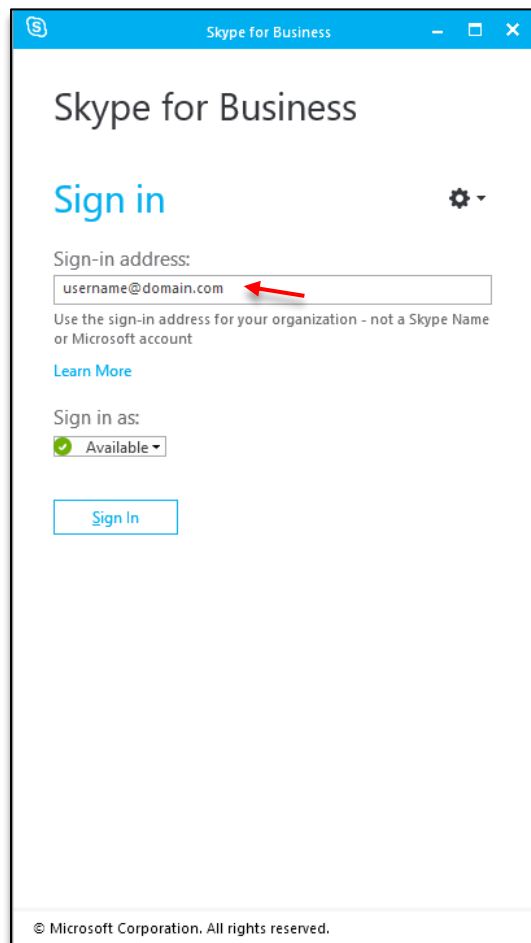 Skype for Business
Skype for Business
Sign in
Sign-in address:
username@domain.com
Use the sign-in address for your organization - not a Skype Name
or Microsoft account
Learn More
Sign in as:
Available
Sign In
© Microsoft Corporation. All rights reserved.